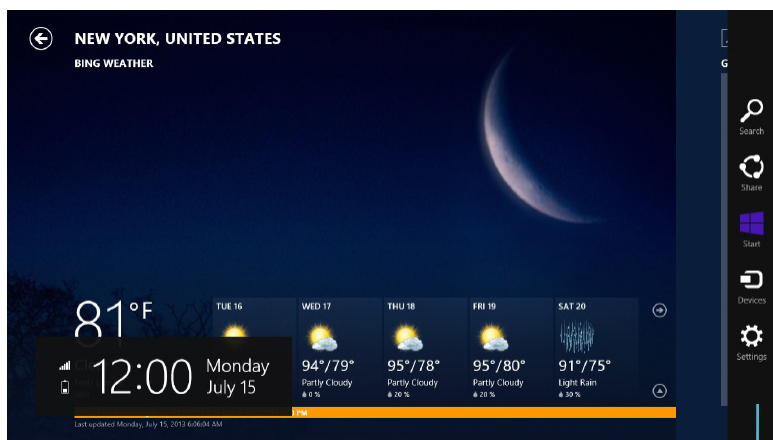 NEW YORK, UNITED STATES
BING WEATHER
G
Search
Share
Start
Devices
Settings
81°F
TUE 16
WED 17
94°/79°
Partly Cloudy
0 %
THU 18
95°/78°
Partly Cloudy
20 %
FRI 19
95°/80°
Partly Cloudy
20 %
SAT 20
91°/75°
Light Rain
30 %
12:00
Monday
July 15
PM
Last updated Monday, July 15, 2013 6:06:04 AM